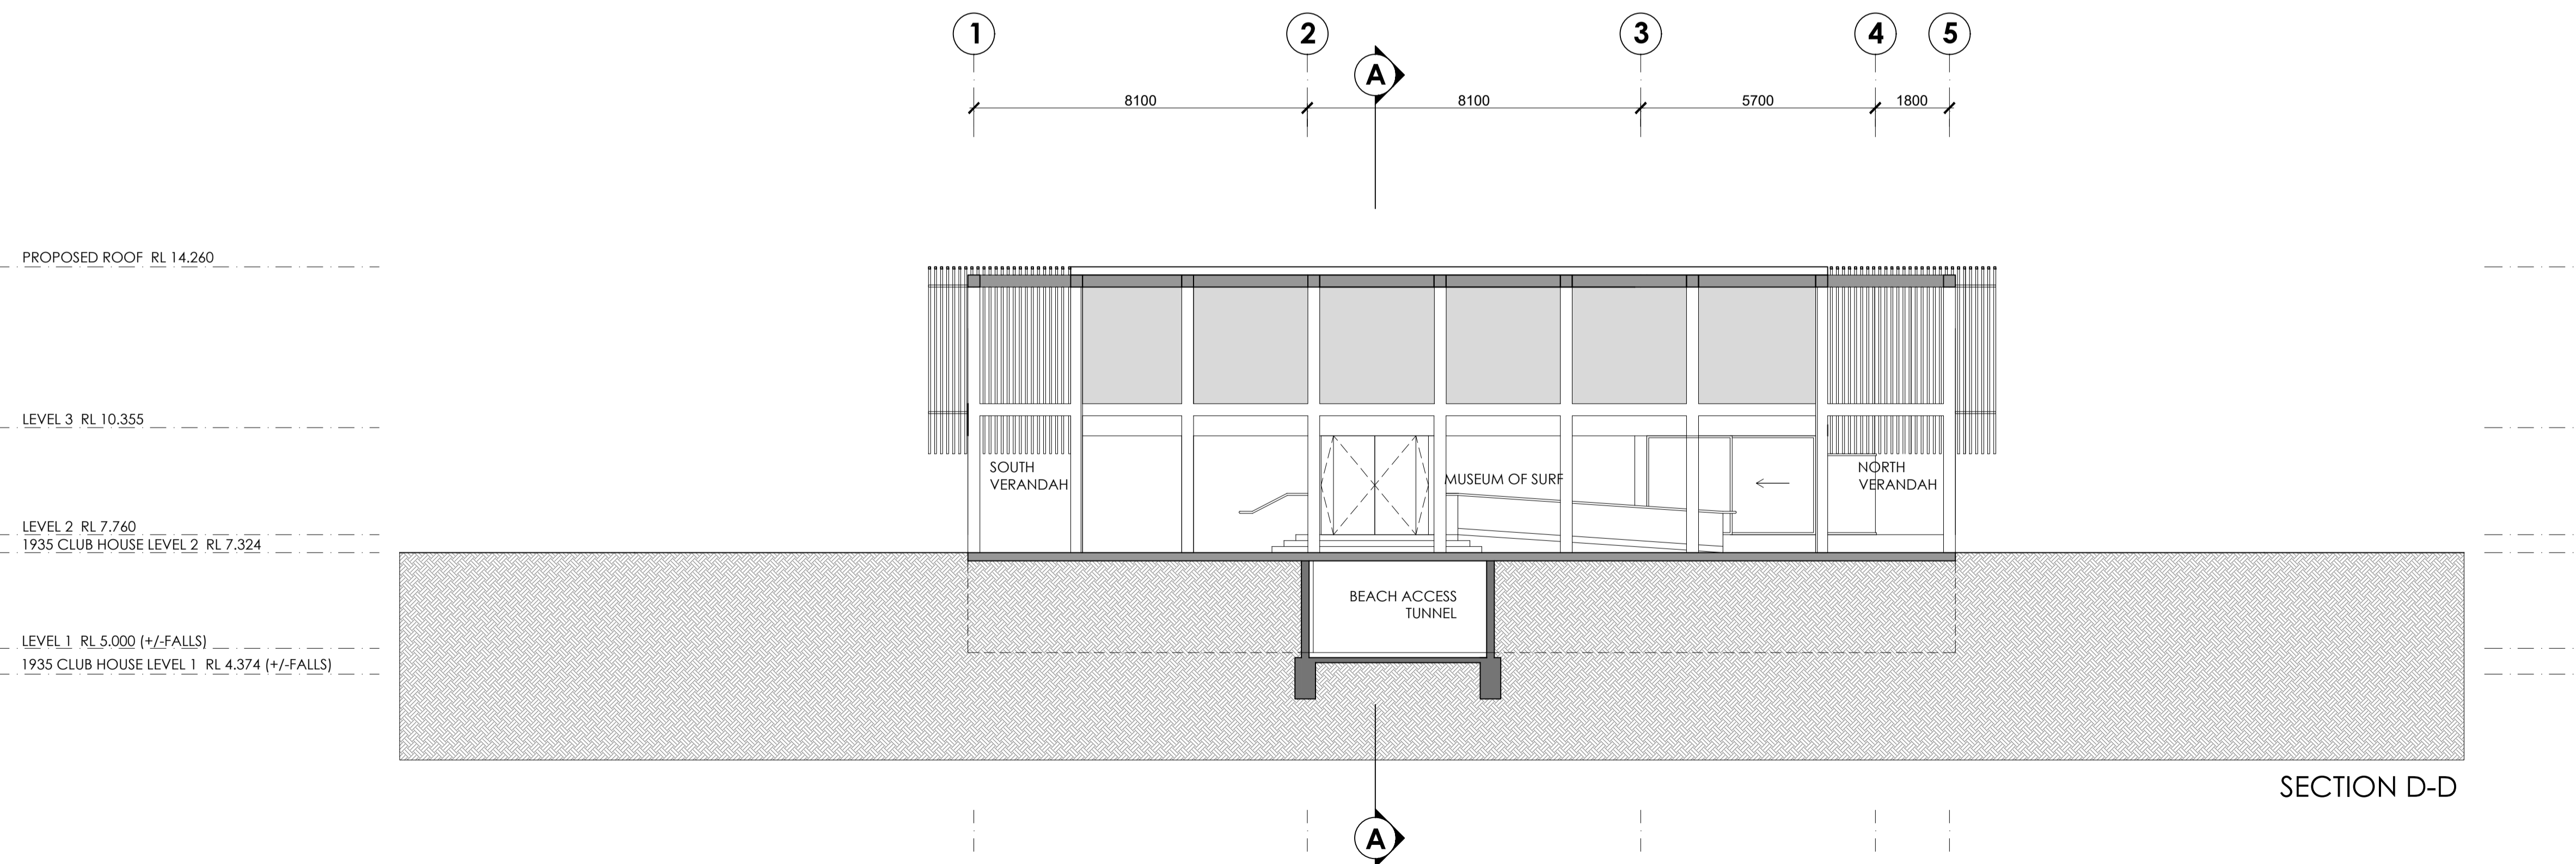 1 2 3 4 5
A
8100 8100 5700 1800
PROPOSED ROOF RL 14.260
LEVEL 3 RL 10.355
SOUTH
VERANDAH
MUSEUM OF SURF
NORTH
VERANDAH
LEVEL 2 RL 7.760
1935 CLUB HOUSE LEVEL 2 RL 7.324
BEACH ACCESS
TUNNEL
LEVEL 1 RL 5.000 (+/-FALLS)
1935 CLUB HOUSE LEVEL 1 RL 4.374 (+/-FALLS)
SECTION D-D
A